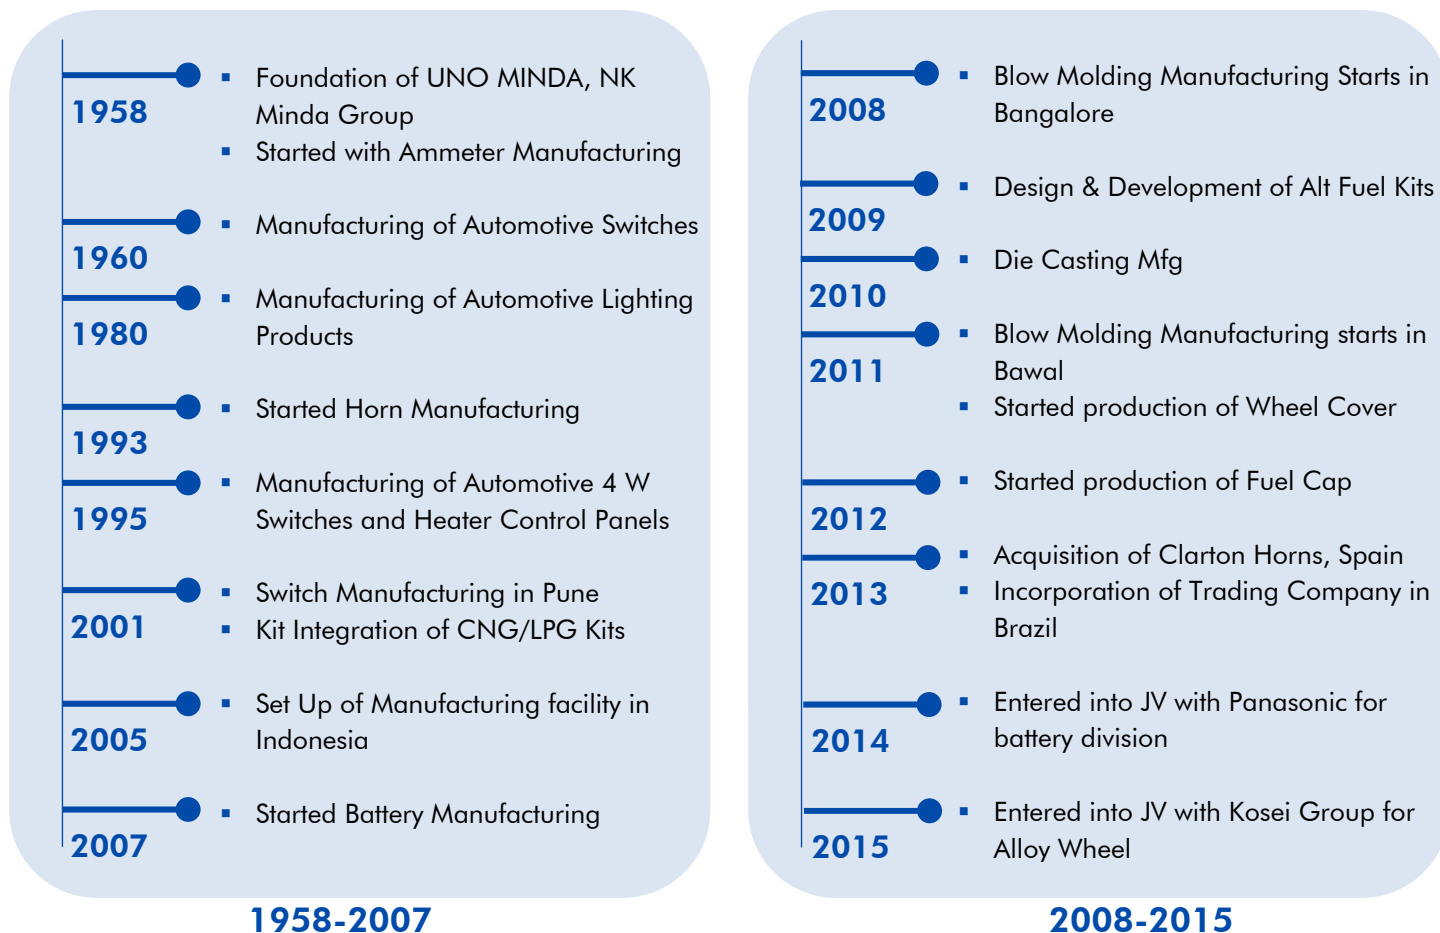 1958
▪ Foundation of UNO MINDA, NK
Minda Group
▪ Started with Ammeter Manufacturing
1960
▪ Manufacturing of Automotive Switches
1980
▪ Manufacturing of Automotive Lighting
Products
1993
▪ Started Horn Manufacturing
1995
▪ Manufacturing of Automotive 4 W
Switches and Heater Control Panels
2001
▪ Switch Manufacturing in Pune
▪ Kit Integration of CNG/LPG Kits
2005
▪ Set Up of Manufacturing facility in
Indonesia
2007
▪ Started Battery Manufacturing
1958-2007
2008
▪ Blow Molding Manufacturing Starts in
Bangalore
2009
▪ Design & Development of Alt Fuel Kits
2010
▪ Die Casting Mfg
2011
▪ Blow Molding Manufacturing starts in
Bawal
▪ Started production of Wheel Cover
2012
▪ Started production of Fuel Cap
2013
▪ Acquisition of Clarton Horns, Spain
▪ Incorporation of Trading Company in
Brazil
2014
▪ Entered into JV with Panasonic for
battery division
2015
▪ Entered into JV with Kosei Group for
Alloy Wheel
2008-2015